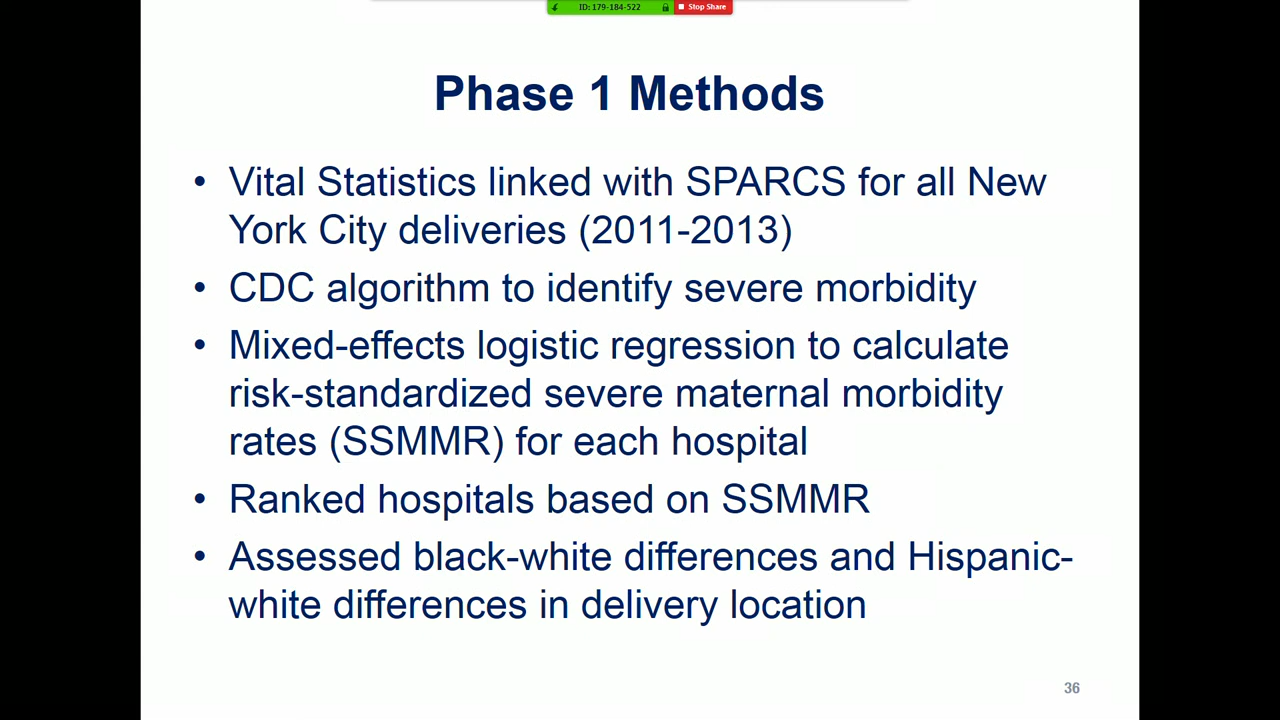 ID: 179-184-522
Stop Share
Phase 1 Methods
• Vital Statistics linked with SPARCS for all New
York City deliveries (2011-2013)
• CDC algorithm to identify severe morbidity
• Mixed-effects logistic regression to calculate
risk-standardized severe maternal morbidity
rates (SSMMR) for each hospital
• Ranked hospitals based on SSMMR
• Assessed black-white differences and Hispanic-
white differences in delivery location
36